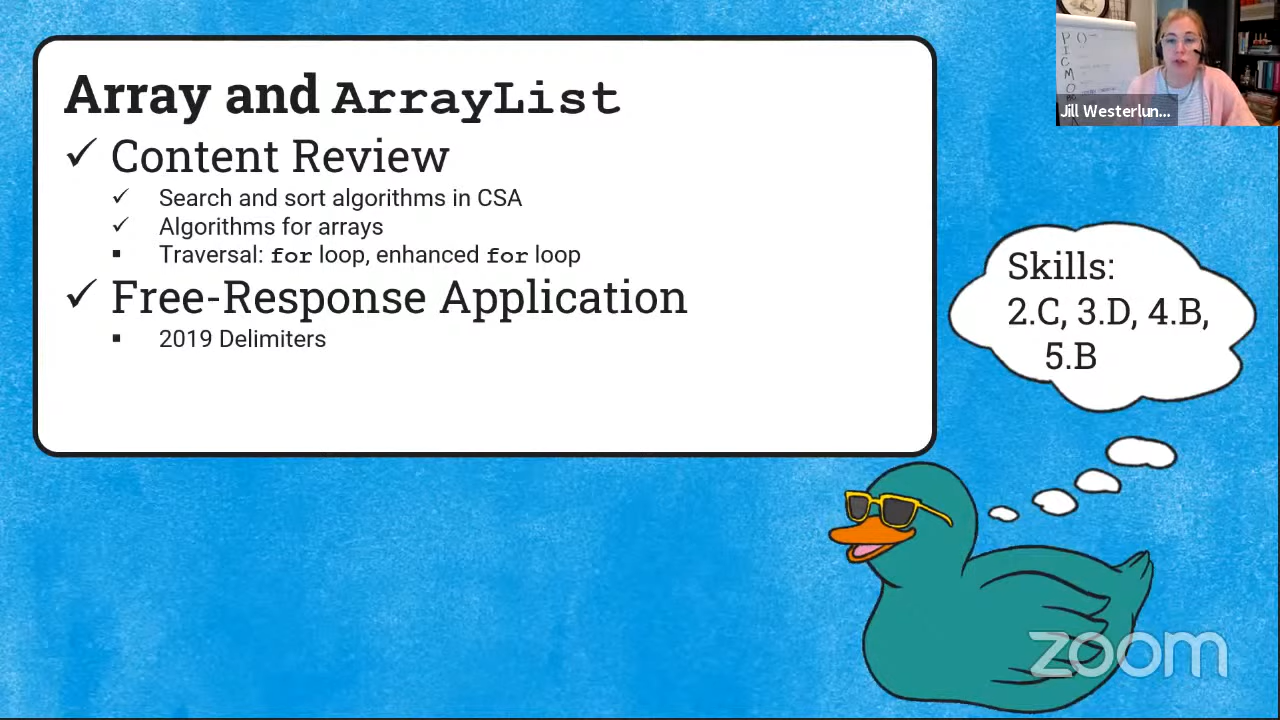 Array and ArrayList
✓ Content Review
✓ Search and sort algorithms in CSA
✓ Algorithms for arrays
▪ Traversal: for loop, enhanced for loop
✓ Free-Response Application
▪ 2019 Delimiters
Skills:
2.C, 3.D, 4.B,
5.B
P ()
I
C
M
O
Jill Westerlun...
zoom